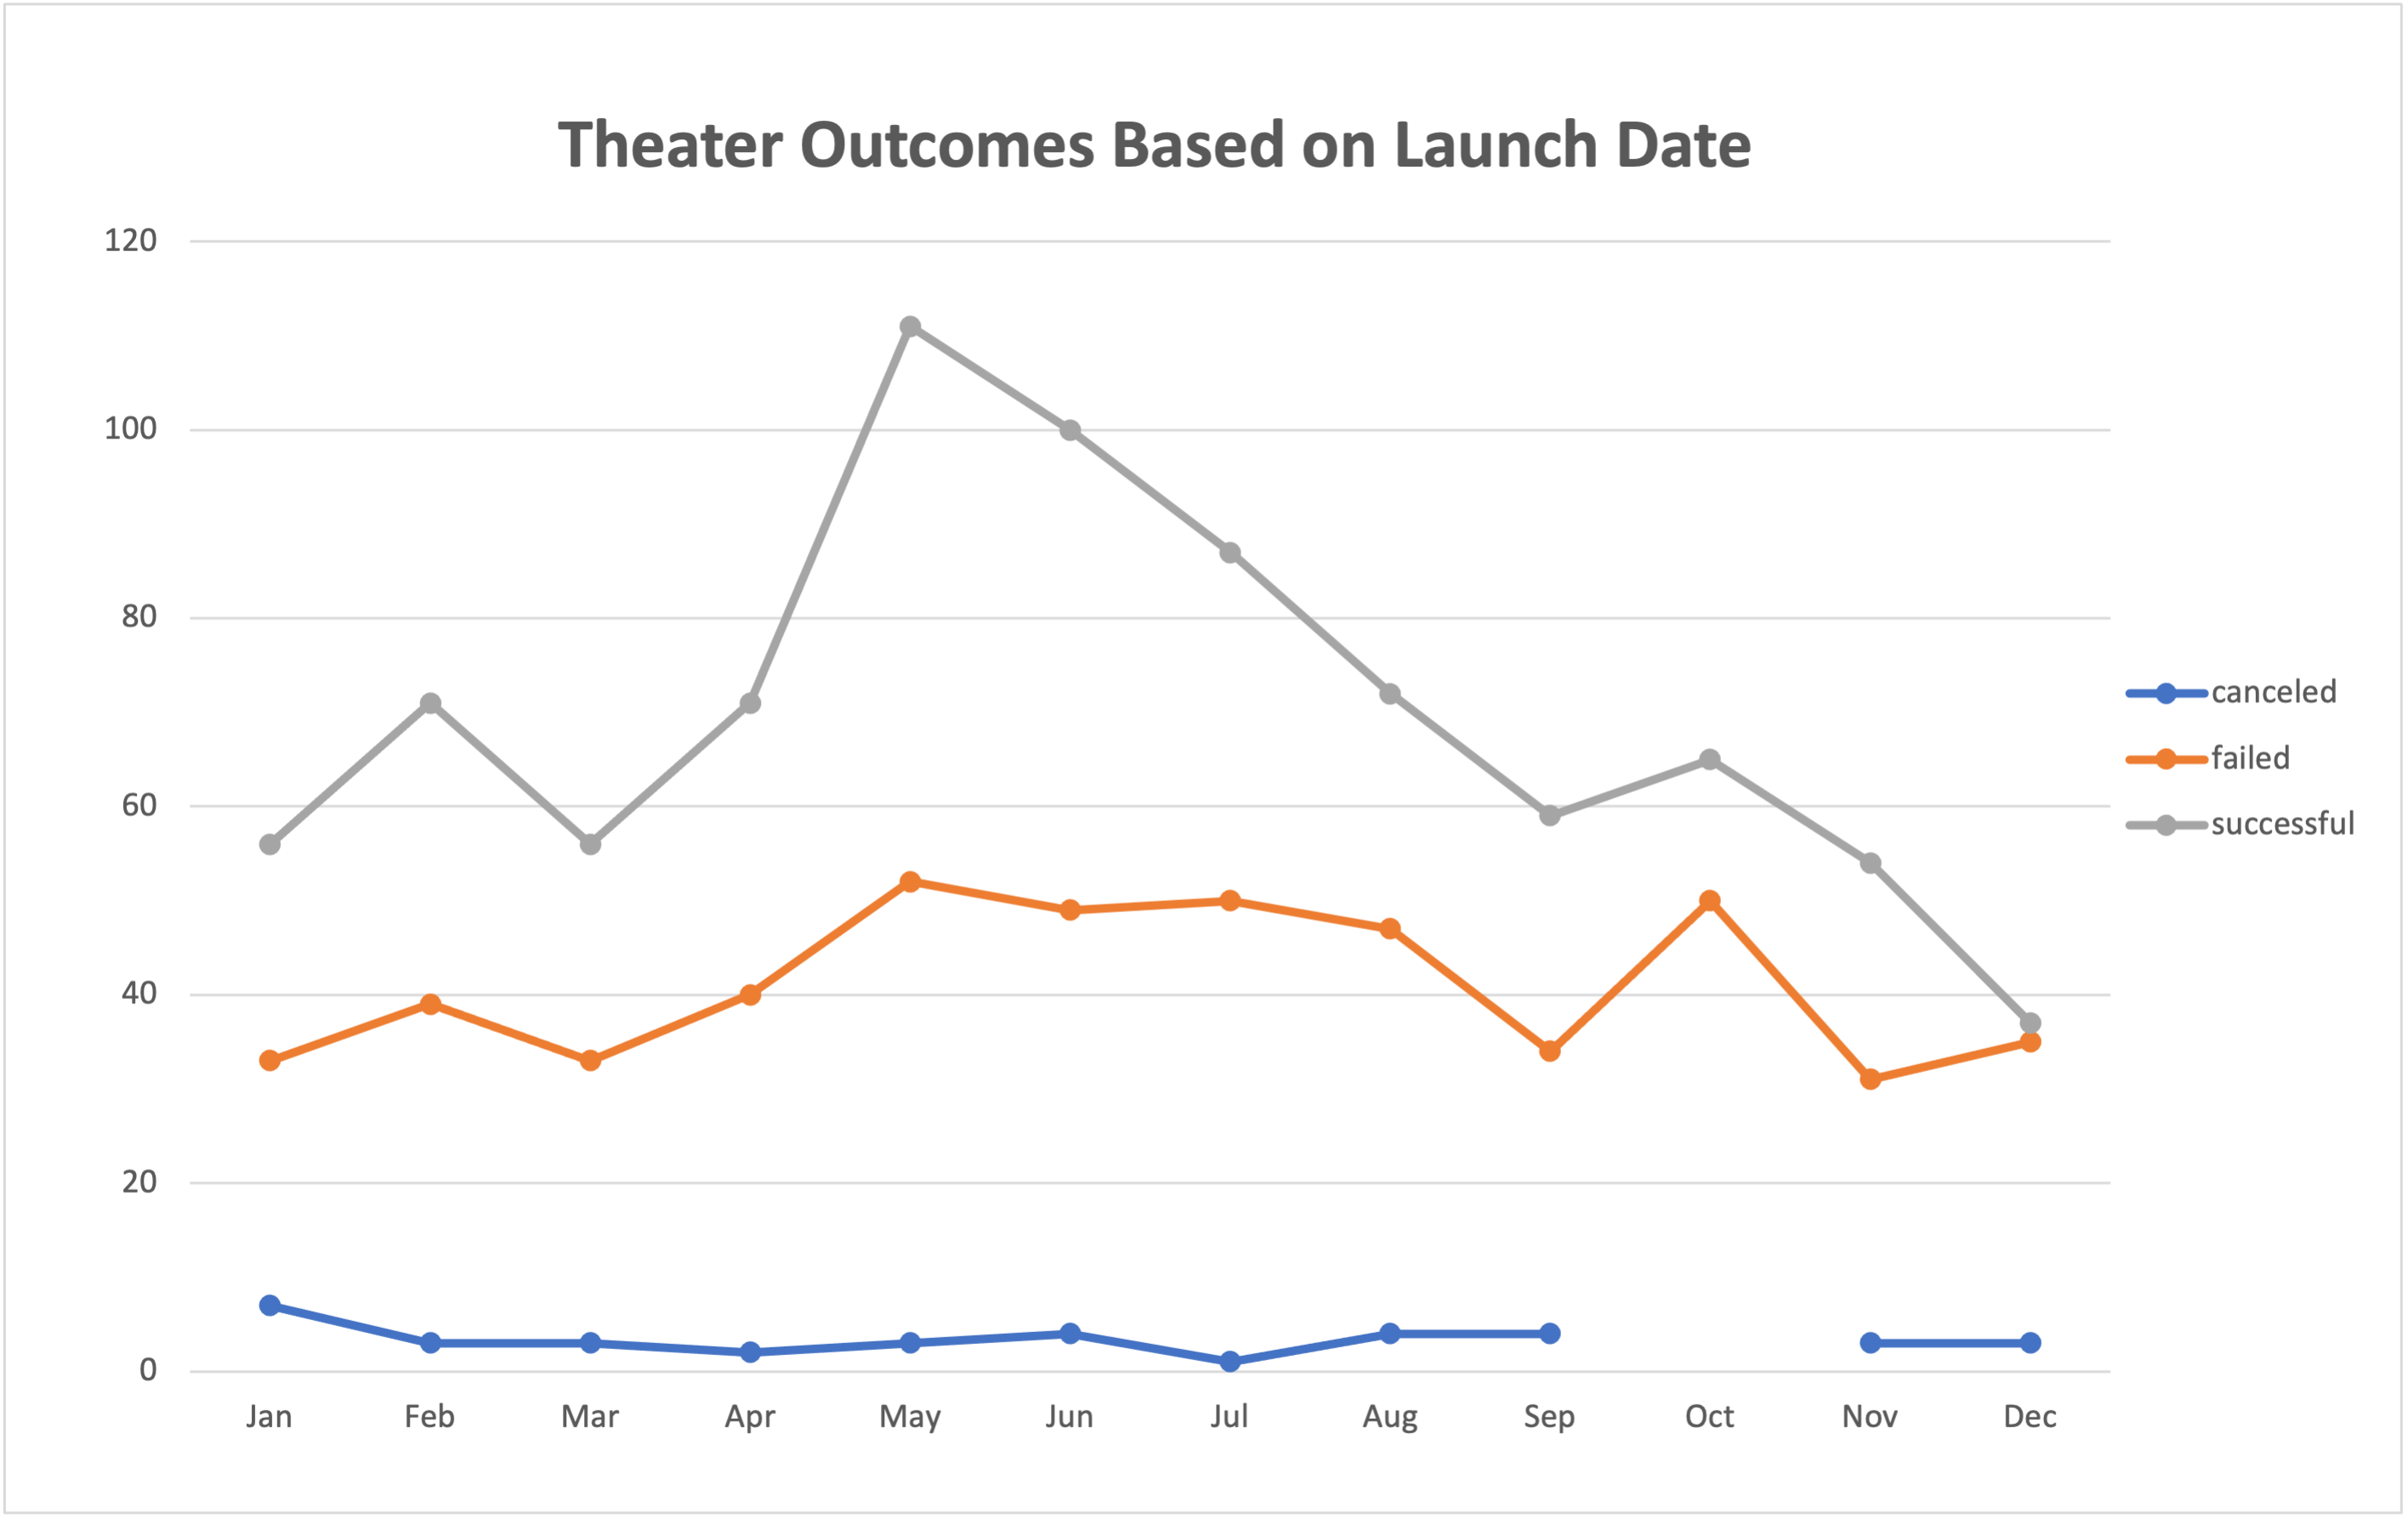 Theater Outcomes Based on Launch Date
120
100
80
60
40
20
0
Jan Feb Mar Apr May Jun Jul Aug Sep Oct Nov Dec
canceled
failed
successful